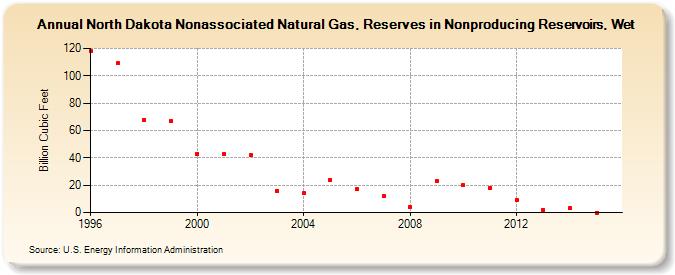 Annual North Dakota Nonassociated Natural Gas, Reserves in Nonproducing Reservoirs, Wet
Billion Cubic Feet
120
100
80
60
40
20
0
1996 2000 2004 2008 2012
Source: U.S. Energy Information Administration